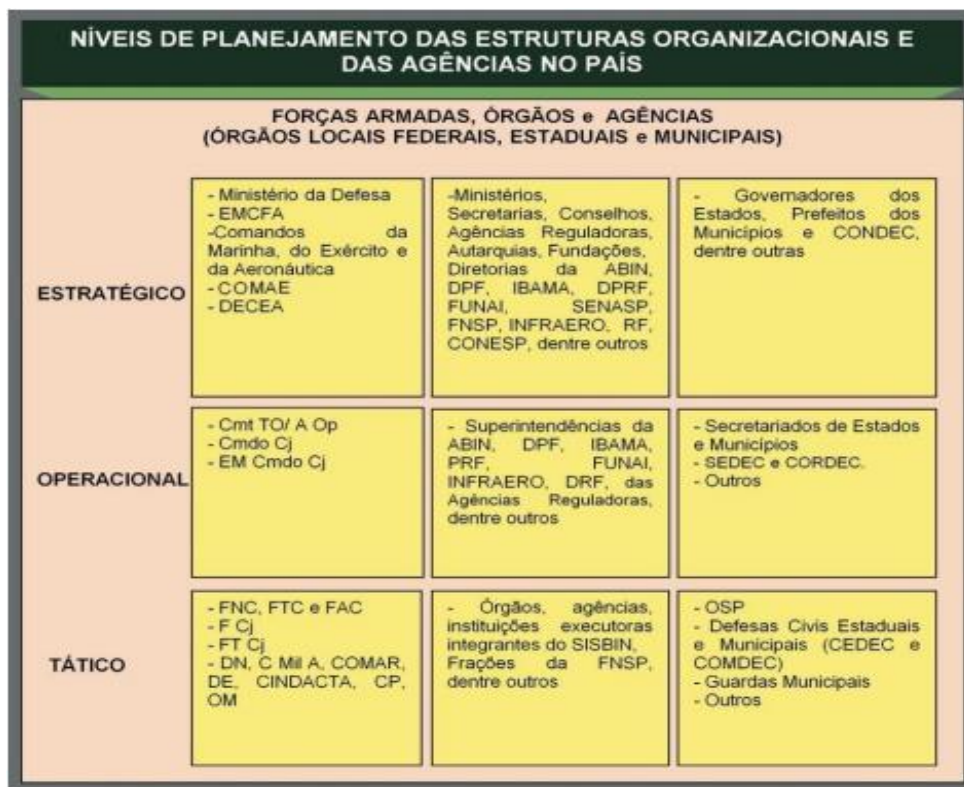 NÍVEIS DE PLANEJAMENTO DAS ESTRUTURAS ORGANIZACIONAIS E
DAS AGÊNCIAS NO PAÍS
FORÇAS ARMADAS, ÓRGÃOS e AGÊNCIAS
(ÓRGÃOS LOCAIS FEDERAIS, ESTADUAIS e MUNICIPAIS)
ESTRATÉGICO
- Ministério da Defesa
- EMCFA
-Comandos da
Marinha, do Exército e
da Aeronáutica
- COMAE
- DECEA
-Ministérios,
Secretarias, Conselhos,
Agências Reguladoras,
Autarquias, Fundações,
Diretorias da ABIN,
DPF, IBAMA, DPRF,
FUNAI, SENASP,
FNSP, INFRAERO, RF,
CONESP, dentre outros
- Governadores dos
Estados, Prefeitos dos
Municípios e CONDEC,
dentre outras
OPERACIONAL
- Cmt TO/ A Op
- Cmdo Cj
- EM Cmdo Cj
- Superintendências da
ABIN, DPF, IBAMA,
PRF, FUNAI,
INFRAERO, DRF, das
Agências Reguladoras,
dentre outros
- Secretariados de Estados
e Municípios
- SEDEC e CORDEC.
- Outros
TÁTICO
- FNC, FTC e FAC
- F Cj
- FT Cj
- DN, C Mil A, COMAR,
DE, CINDACTA, CP,
OM
- Órgãos, agências,
instituições executoras
integrantes do SISBIN,
Frações da FNSP,
dentre outros
- OSP
- Defesas Civis Estaduais
e Municipais (CEDEC e
COMDEC)
- Guardas Municipais
- Outros